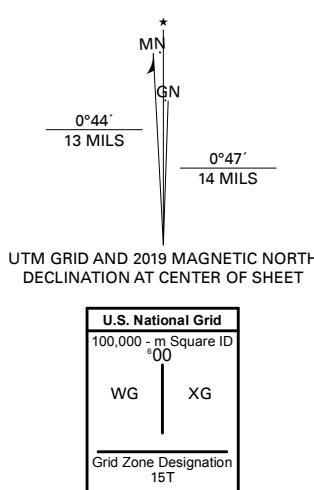 ★
MN
GN
0°44´
13 MILS
0°47´
14 MILS
UTM GRID AND 2019 MAGNETIC NORTH
DECLINATION AT CENTER OF SHEET
U.S. National Grid
100,000 - m Square ID
⁶00
WG XG
Grid Zone Designation
15T